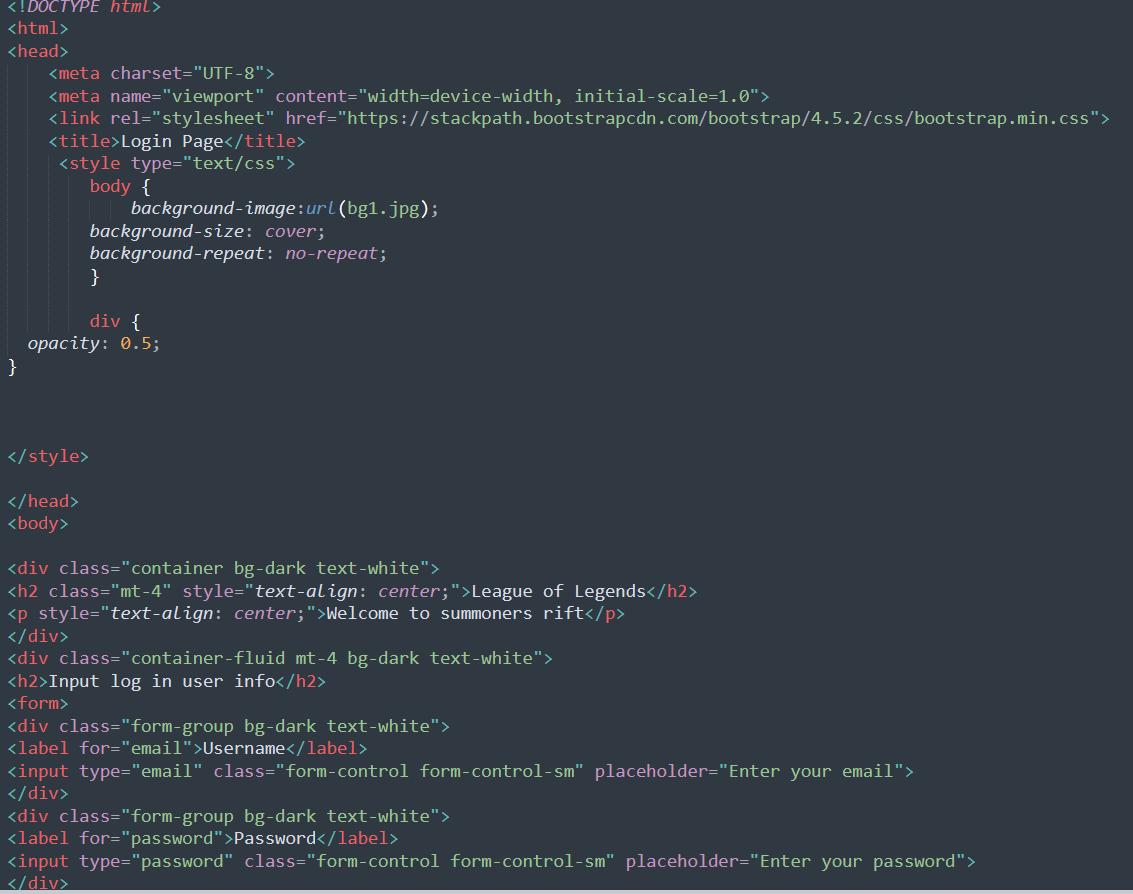 <!DOCTYPE html>
<html>
<head>
<meta charset="UTF-8">
<meta name="viewport" content="width=device-width, initial-scale=1.0">
<link rel="stylesheet" href="https://stackpath.bootstrapcdn.com/bootstrap/4.5.2/css/bootstrap.min.css">
<title>Login Page</title>
<style type="text/css">
body {
background-image:url(bg1.jpg);
background-size: cover;
background-repeat: no-repeat;
}
div {
opacity: 0.5;
}
</style>
</head>
<body>
<div class="container bg-dark text-white">
<h2 class="mt-4" style="text-align: center;">League of Legends</h2>
<p style="text-align: center;">Welcome to summoners rift</p>
</div>
<div class="container-fluid mt-4 bg-dark text-white">
<h2>Input log in user info</h2>
<form>
<div class="form-group bg-dark text-white">
<label for="email">Username</label>
<input type="email" class="form-control form-control-sm" placeholder="Enter your email">
</div>
<div class="form-group bg-dark text-white">
<label for="password">Password</label>
<input type="password" class="form-control form-control-sm" placeholder="Enter your password">
</div>